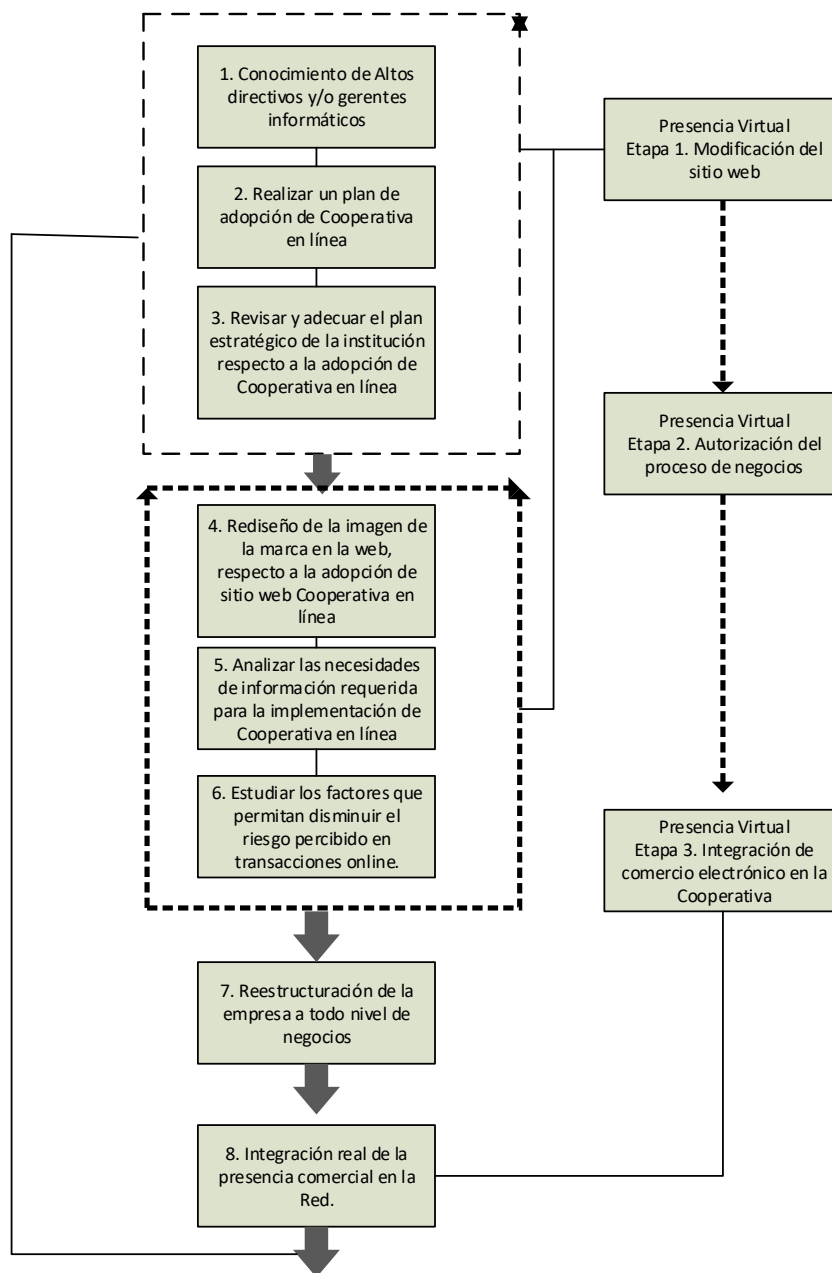 1. Conocimiento de Altos
directivos y/o gerentes
informáticos
2. Realizar un plan de
adopción de Cooperativa
en línea
3. Revisar y adecuar el plan
estratégico de la institución
respecto a la adopción de
Cooperativa en línea
4. Rediseño de la imagen de
la marca en la web,
respecto a la adopción de
sitio web Cooperativa en
línea
5. Analizar las necesidades
de información requerida
para la implementación de
Cooperativa en línea
6. Estudiar los factores que
permitan disminuir el
riesgo percibido en
transacciones online.
7. Reestructuración de la
empresa a todo nivel de
negocios
8. Integración real de la
presencia comercial en la
Red.
Presencia Virtual
Etapa 1. Modificación del
sitio web
Presencia Virtual
Etapa 2. Autorización del
proceso de negocios
Presencia Virtual
Etapa 3. Integración de
comercio electrónico en la
Cooperativa